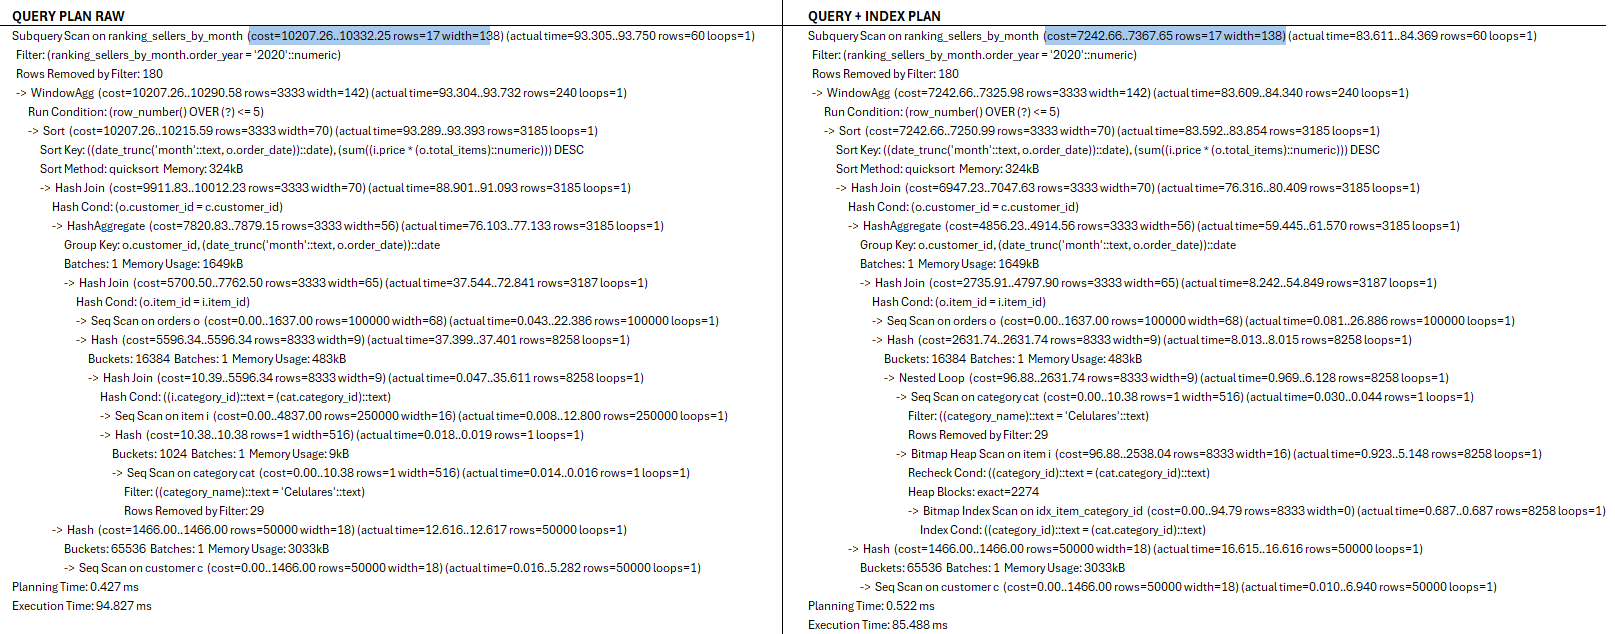 QUERY PLAN RAW
Subquery Scan on ranking_sellers_by_month (cost=10207.26..10332.25 rows=17 width=138) (actual time=93.305..93.750 rows=60 loops=1)
Filter: (ranking_sellers_by_month.order_year = '2020'::numeric)
Rows Removed by Filter: 180
-> WindowAgg (cost=10207.26..10290.58 rows=3333 width=142) (actual time=93.304..93.732 rows=240 loops=1)
Run Condition: (row_number() OVER (?) <= 5)
-> Sort (cost=10207.26..10215.59 rows=3333 width=70) (actual time=93.289..93.393 rows=3185 loops=1)
Sort Key: ((date_trunc('month'::text, o.order_date))::date), (sum((i.price * (o.total_items)::numeric))) DESC
Sort Method: quicksort Memory: 324kB
-> Hash Join (cost=9911.83..10012.23 rows=3333 width=70) (actual time=88.901..91.093 rows=3185 loops=1)
Hash Cond: (o.customer_id = c.customer_id)
-> HashAggregate (cost=7820.83..7879.15 rows=3333 width=56) (actual time=76.103..77.133 rows=3185 loops=1)
Group Key: o.customer_id, (date_trunc('month'::text, o.order_date))::date
Batches: 1 Memory Usage: 1649kB
-> Hash Join (cost=5700.50..7762.50 rows=3333 width=65) (actual time=37.544..72.841 rows=3187 loops=1)
Hash Cond: (o.item_id = i.item_id)
-> Seq Scan on orders o (cost=0.00..1637.00 rows=100000 width=68) (actual time=0.043..22.386 rows=100000 loops=1)
-> Hash (cost=5596.34..5596.34 rows=8333 width=9) (actual time=37.399..37.401 rows=8258 loops=1)
Buckets: 16384 Batches: 1 Memory Usage: 483kB
-> Hash Join (cost=10.39..5596.34 rows=8333 width=9) (actual time=0.047..35.611 rows=8258 loops=1)
Hash Cond: ((i.category_id)::text = (cat.category_id)::text)
-> Seq Scan on item i (cost=0.00..4837.00 rows=250000 width=16) (actual time=0.008..12.800 rows=250000 loops=1)
-> Hash (cost=10.38..10.38 rows=1 width=516) (actual time=0.018..0.019 rows=1 loops=1)
Buckets: 1024 Batches: 1 Memory Usage: 9kB
-> Seq Scan on category cat (cost=0.00..10.38 rows=1 width=516) (actual time=0.014..0.016 rows=1 loops=1)
Filter: ((category_name)::text = 'Celulares'::text)
Rows Removed by Filter: 29
-> Hash (cost=1466.00..1466.00 rows=50000 width=18) (actual time=12.616..12.617 rows=50000 loops=1)
Buckets: 65536 Batches: 1 Memory Usage: 3033kB
-> Seq Scan on customer c (cost=0.00..1466.00 rows=50000 width=18) (actual time=0.016..5.282 rows=50000 loops=1)
Planning Time: 0.427 ms
Execution Time: 94.827 ms
QUERY + INDEX PLAN
Subquery Scan on ranking_sellers_by_month (cost=7242.66..7367.65 rows=17 width=138) (actual time=83.611..84.369 rows=60 loops=1)
Filter: (ranking_sellers_by_month.order_year = '2020'::numeric)
Rows Removed by Filter: 180
-> WindowAgg (cost=7242.66..7325.98 rows=3333 width=142) (actual time=83.609..84.340 rows=240 loops=1)
Run Condition: (row_number() OVER (?) <= 5)
-> Sort (cost=7242.66..7250.99 rows=3333 width=70) (actual time=83.592..83.854 rows=3185 loops=1)
Sort Key: ((date_trunc('month'::text, o.order_date))::date), (sum((i.price * (o.total_items)::numeric))) DESC
Sort Method: quicksort Memory: 324kB
-> Hash Join (cost=6947.23..7047.63 rows=3333 width=70) (actual time=76.316..80.409 rows=3185 loops=1)
Hash Cond: (o.customer_id = c.customer_id)
-> HashAggregate (cost=4856.23..4914.56 rows=3333 width=56) (actual time=59.445..61.570 rows=3185 loops=1)
Group Key: o.customer_id, (date_trunc('month'::text, o.order_date))::date
Batches: 1 Memory Usage: 1649kB
-> Hash Join (cost=2735.91..4797.90 rows=3333 width=65) (actual time=8.242..54.849 rows=3187 loops=1)
Hash Cond: (o.item_id = i.item_id)
-> Seq Scan on orders o (cost=0.00..1637.00 rows=100000 width=68) (actual time=0.081..26.886 rows=100000 loops=1)
-> Hash (cost=2631.74..2631.74 rows=8333 width=9) (actual time=8.013..8.015 rows=8258 loops=1)
Buckets: 16384 Batches: 1 Memory Usage: 483kB
-> Nested Loop (cost=96.88..2631.74 rows=8333 width=9) (actual time=0.969..6.128 rows=8258 loops=1)
-> Seq Scan on category cat (cost=0.00..10.38 rows=1 width=516) (actual time=0.030..0.044 rows=1 loops=1)
Filter: ((category_name)::text = 'Celulares'::text)
Rows Removed by Filter: 29
-> Bitmap Heap Scan on item i (cost=96.88..2538.04 rows=8333 width=16) (actual time=0.923..5.148 rows=8258 loops=1)
Recheck Cond: ((category_id)::text = (cat.category_id)::text)
Heap Blocks: exact=2274
-> Bitmap Index Scan on idx_item_category_id (cost=0.00..94.79 rows=8333 width=0) (actual time=0.687..0.687 rows=8258 loops=1)
Index Cond: ((category_id)::text = (cat.category_id)::text)
-> Hash (cost=1466.00..1466.00 rows=50000 width=18) (actual time=16.615..16.616 rows=50000 loops=1)
Buckets: 65536 Batches: 1 Memory Usage: 3033kB
-> Seq Scan on customer c (cost=0.00..1466.00 rows=50000 width=18) (actual time=0.010..6.940 rows=50000 loops=1)
Planning Time: 0.522 ms
Execution Time: 85.488 ms